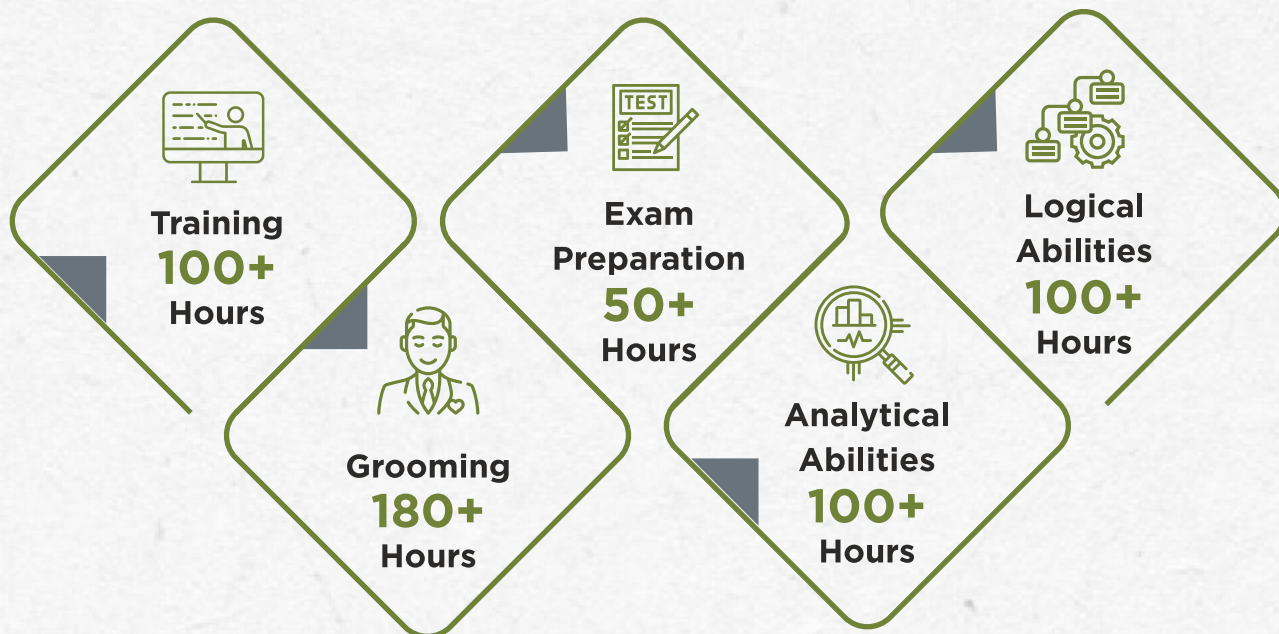 Training
100+
Hours
Grooming
180+
Hours
TEST
Exam
Preparation
50+
Hours
Analytical
Abilities
100+
Hours
Logical
Abilities
100+
Hours